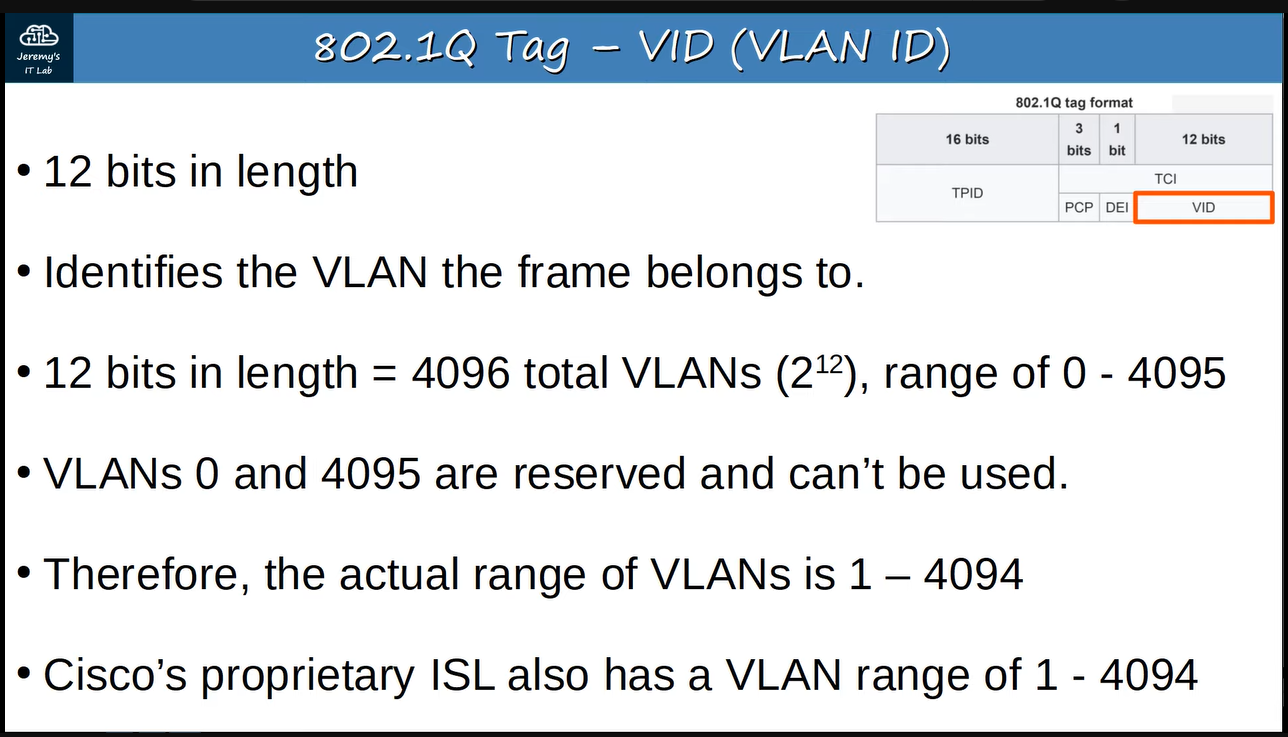 Jeremy's
IT Lab
802.1Q Tag – VID (VLAN ID)
802.1Q tag format
16 bits
3 bits
1 bit
12 bits
TPID
TCI
PCP
DEI
VID
• 12 bits in length
• Identifies the VLAN the frame belongs to.
• 12 bits in length = 4096 total VLANs (2¹²), range of 0 - 4095
• VLANs 0 and 4095 are reserved and can’t be used.
• Therefore, the actual range of VLANs is 1 – 4094
• Cisco’s proprietary ISL also has a VLAN range of 1 - 4094